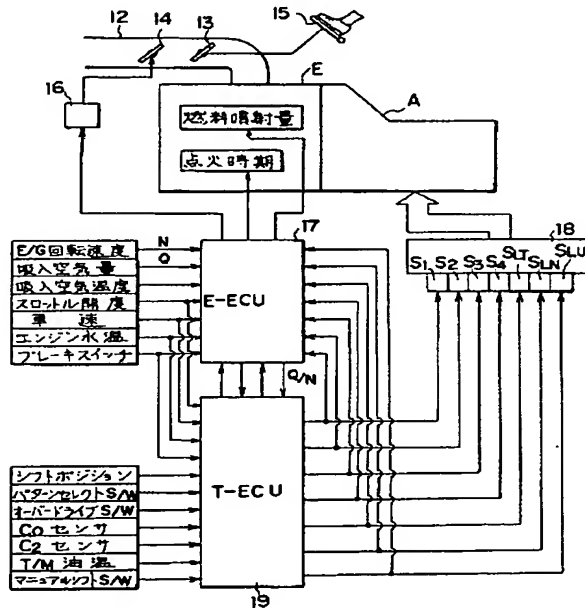 12
14
13
15
16
E
A
燃料噴射量
点火時期
17
18
E/G回転速度
吸入空気量
吸入空気温度
スロットル開度
車速
エンジン水温
ブレーキスイッチ
N
Q
E-ECU
S1 S2 S3 S4 SLT SLN SLU
Q/N
T-ECU
シフトポジション
パターンセレクトS/W
オーバードライブS/W
C0センサ
C2センサ
T/M油温
マニュアルシフトS/W
19